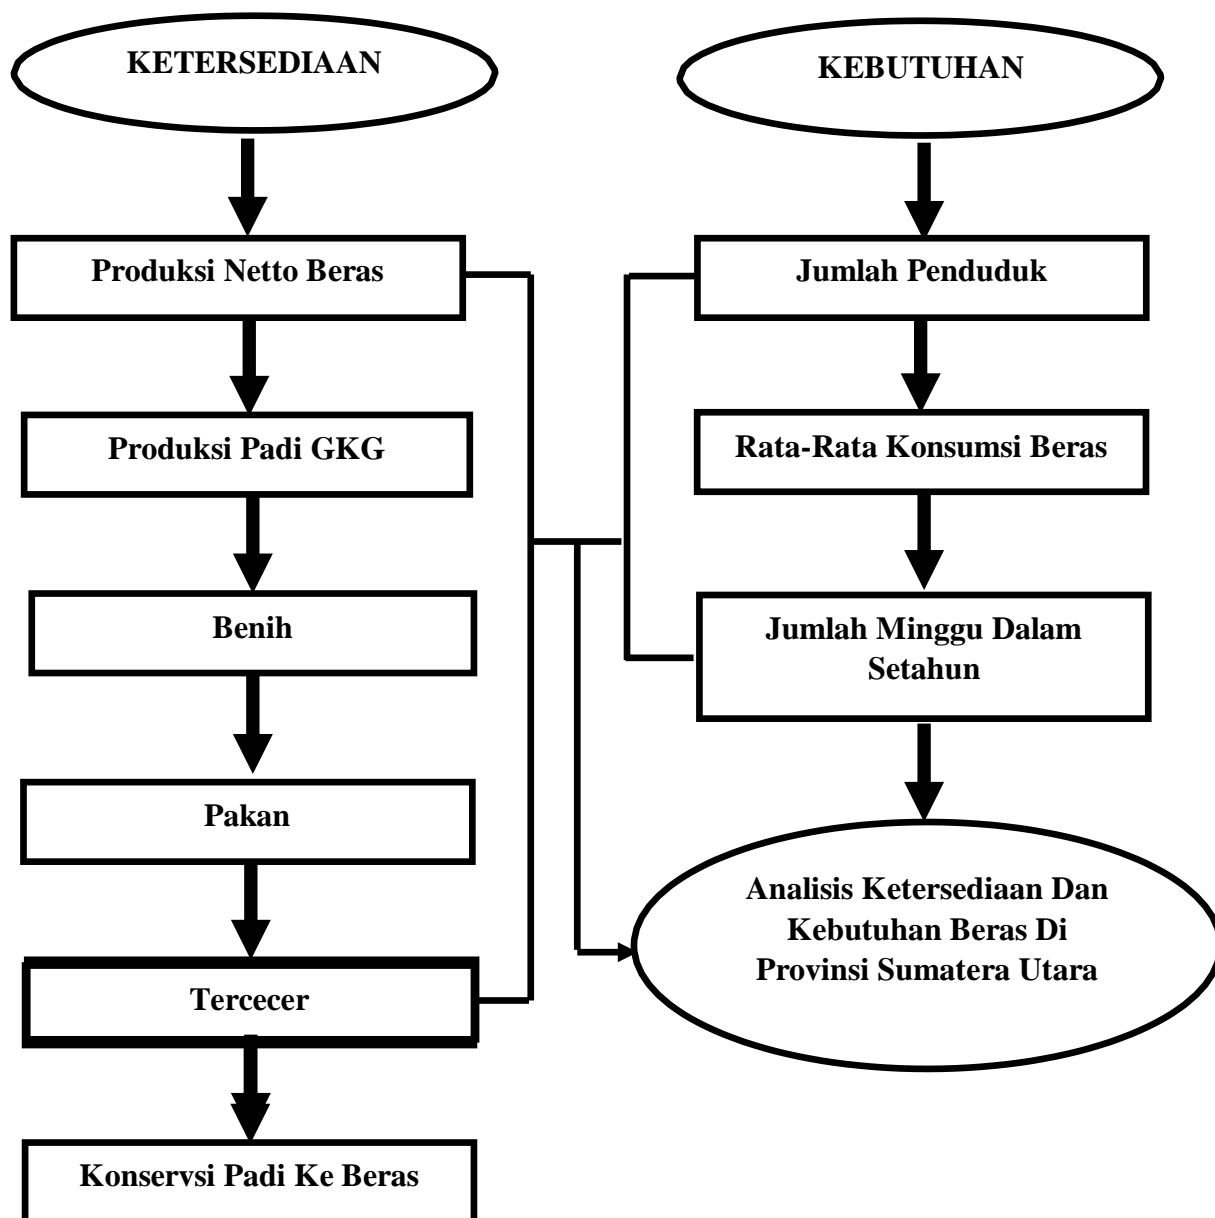 KETERSEDIAAN
Produksi Netto Beras
Produksi Padi GKG
Benih
Pakan
Tercecer
Konservsi Padi Ke Beras
KEBUTUHAN
Jumlah Penduduk
Rata-Rata Konsumsi Beras
Jumlah Minggu Dalam
Setahun
Analisis Ketersediaan Dan
Kebutuhan Beras Di
Provinsi Sumatera Utara